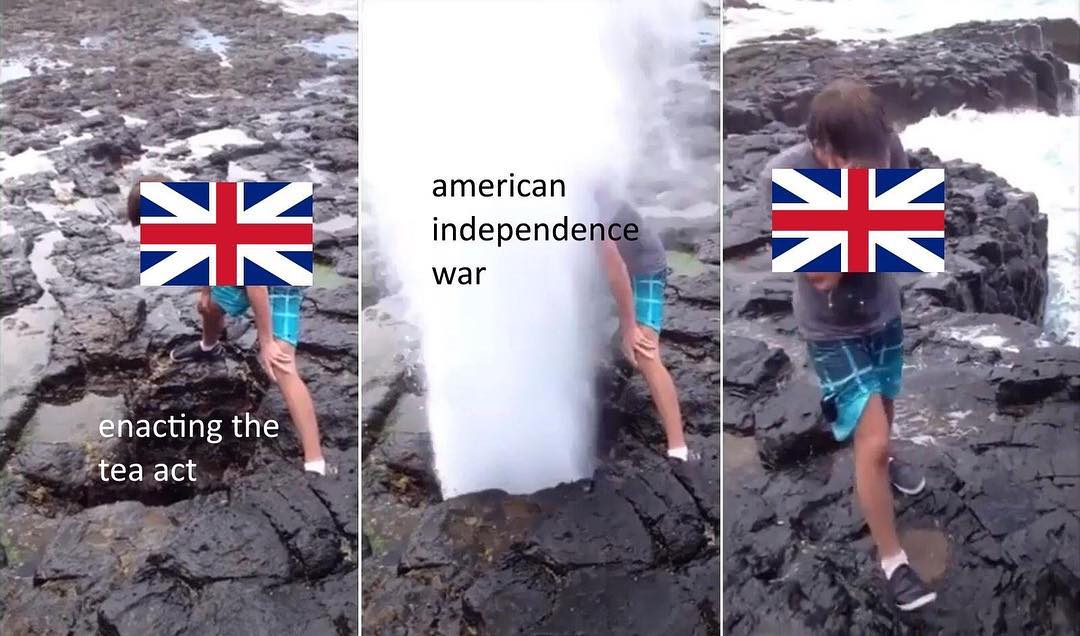 enacting the
tea act
american
independence
war